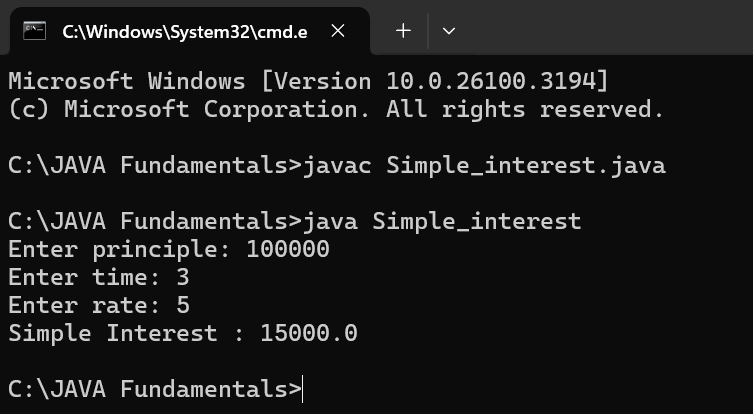 C:\Windows\System32\cmd.e
Microsoft Windows [Version 10.0.26100.3194]
(c) Microsoft Corporation. All rights reserved.
C:\JAVA Fundamentals>javac Simple_interest.java
C:\JAVA Fundamentals>java Simple_interest
Enter principle: 100000
Enter time: 3
Enter rate: 5
Simple Interest : 15000.0
C:\JAVA Fundamentals>